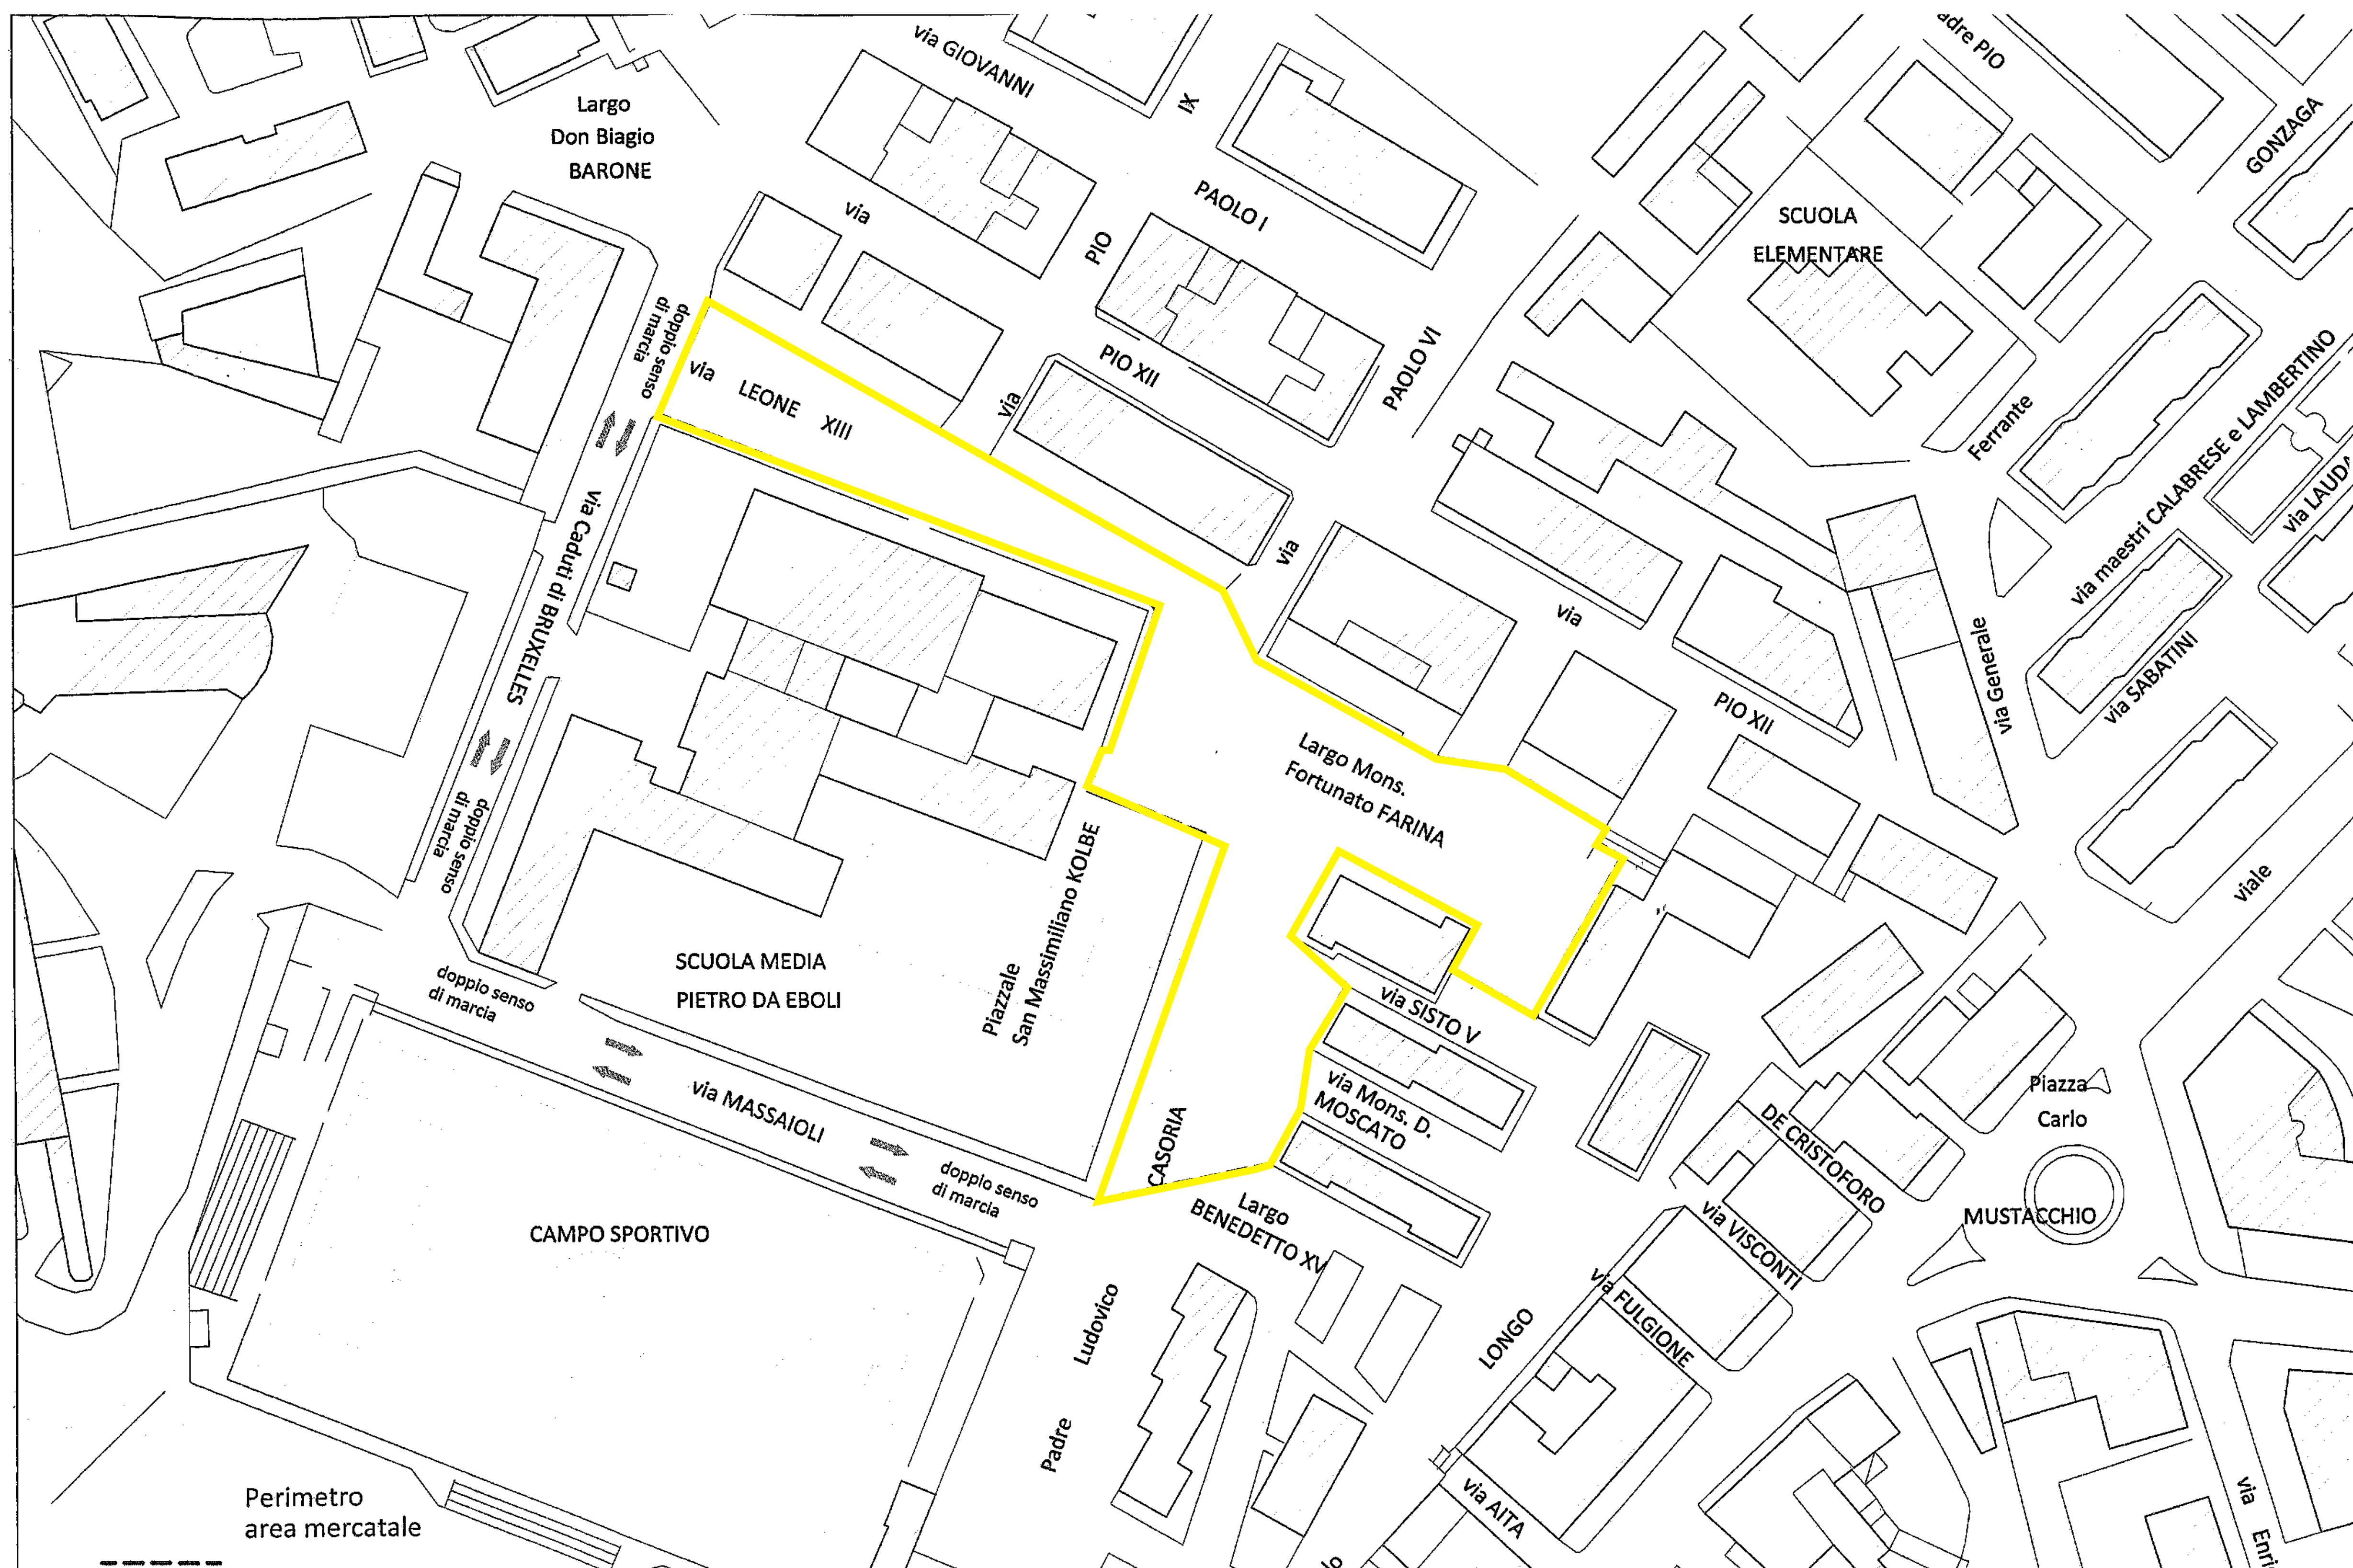 via GIOVANNI
IX
adre PIO
GONZAGA
Largo
Don Biagio
BARONE
via
PIO
PAOLO I
SCUOLA
ELEMENTARE
doppio senso
di marcia
via LEONE XIII
via
PIO XII
PAOLO VI
Ferrante
via maestri CALABRESE e LAMBERTINO
via LAUDA
via Caduti di BRUXELLES
via
via
PIO XII
via Generale
via SABATINI
viale
doppio senso
di marcia
Largo Mons.
Fortunato FARINA
Piazzale
San Massimiliano KOLBE
SCUOLA MEDIA
PIETRO DA EBOLI
doppio senso
di marcia
via MASSAIOLI
doppio senso
di marcia
via SISTO V
via Mons. D.
MOSCATO
CASORIA
Largo
BENEDETTO XV
Piazza
Carlo
MUSTACCHIO
DE CRISTOFORO
via VISCONTI
via FULGIONE
LONGO
CAMPO SPORTIVO
Ludovico
Padre
via AITA
via Enri
Perimetro
area mercatale